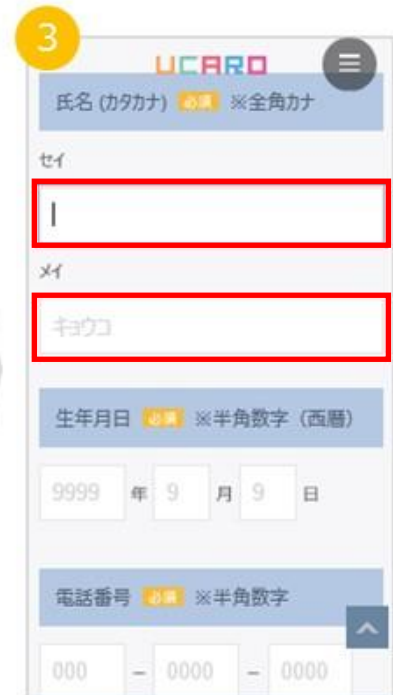 3
UCARO
氏名 (カタカナ) 必須 ※全角カナ
セイ
メイ
キョウコ
生年月日 必須 ※半角数字（西暦）
9999 年 9 月 9 日
電話番号 必須 ※半角数字
000 － 0000 － 0000